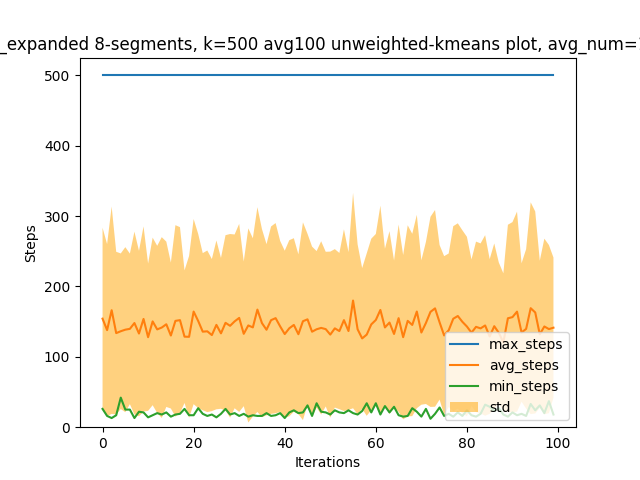 _expanded 8-segments, k=500 avg100 unweighted-kmeans plot, avg_num=
500
400
300
200
100
0
Steps
0 20 40 60 80 100
Iterations
max_steps
avg_steps
min_steps
std